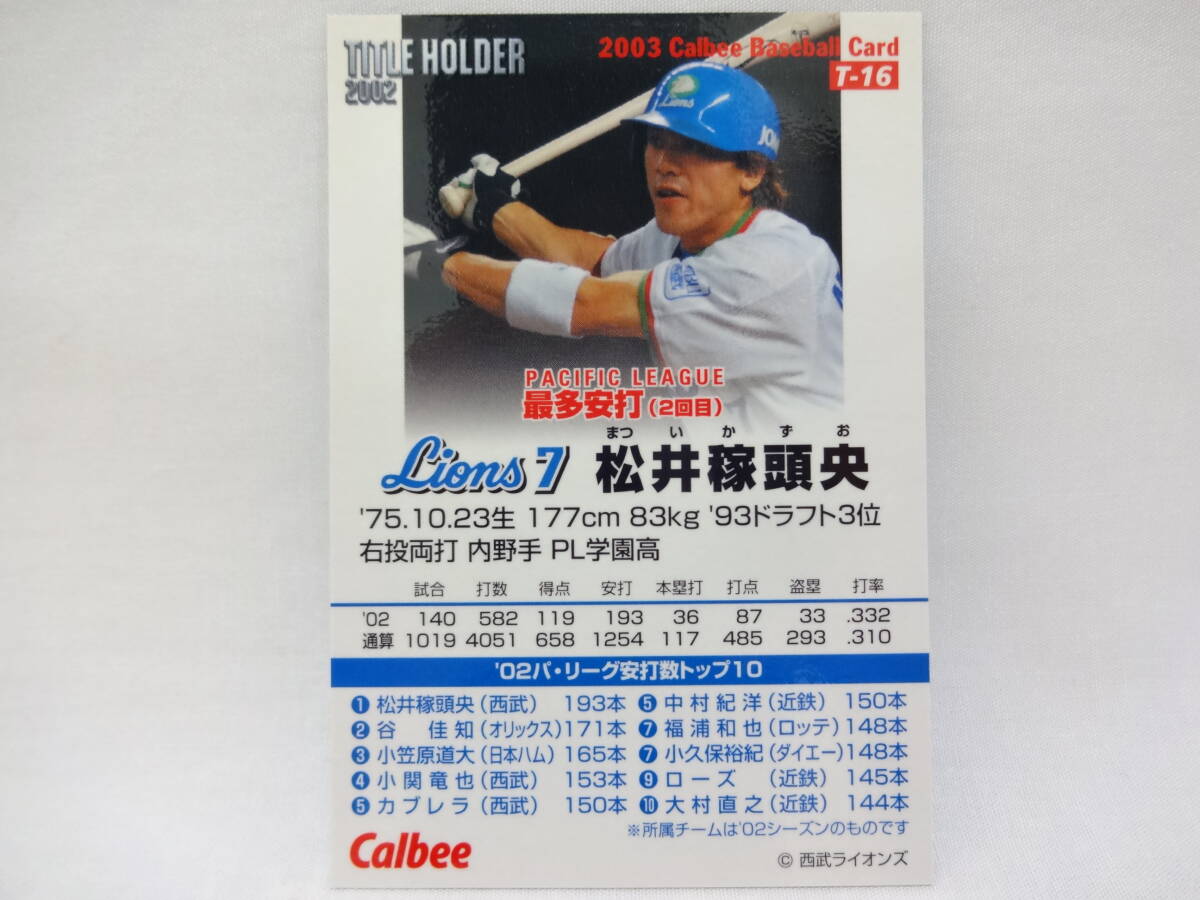 TITLE HOLDER
2002
2003 Calbee Baseball Card
T-16
Lions
PACIFIC LEAGUE
最多安打(2回目)
まつ い か ず お
Lions 7 松井稼頭央
'75.10.23生 177cm 83kg '93ドラフト3位
右投両打 内野手 PL学園高
試合 打数 得点 安打 本塁打 打点 盗塁 打率
'02 140 582 119 193 36 87 33 .332
通算 1019 4051 658 1254 117 485 293 .310
'02パ・リーグ安打数トップ10
❶ 松井稼頭央(西武) 193本
❷ 谷 佳知(オリックス)171本
❸ 小笠原道大(日本ハム)165本
❹ 小関竜也(西武) 153本
❺ カブレラ(西武) 150本
❺ 中村紀洋(近鉄) 150本
❼ 福浦和也(ロッテ)148本
❼ 小久保裕紀(ダイエー)148本
❾ ローズ (近鉄) 145本
❿ 大村直之(近鉄) 144本
※所属チームは'02シーズンのものです
Calbee
© 西武ライオンズ